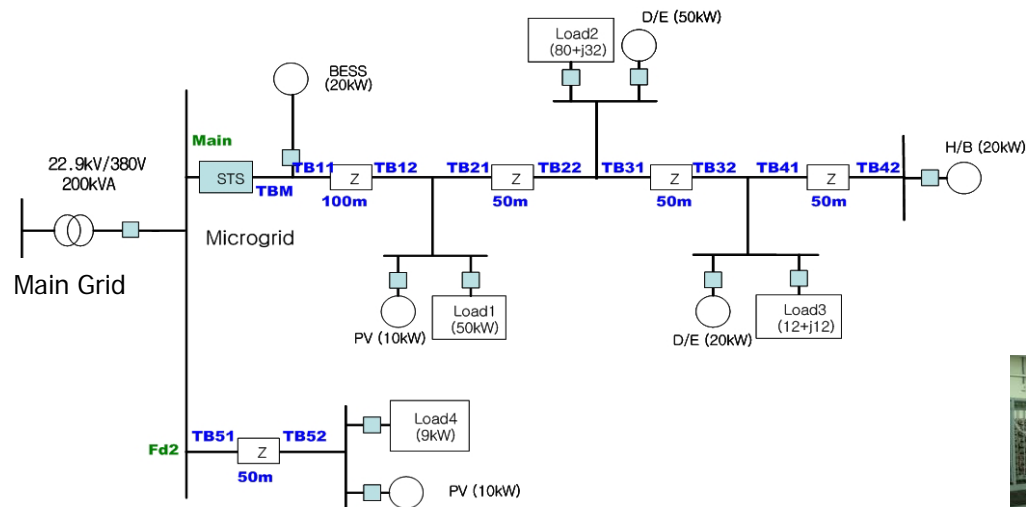 D/E (50kW)
Load2
(80+j32)
BESS
(20kW)
Main
22.9kV/380V
200kVA
STS
TBM
TB11
Z
TB12
100m
TB21
Z
TB22
50m
TB31
Z
TB32
50m
TB41
Z
TB42
50m
H/B (20kW)
Microgrid
Main Grid
PV (10kW)
Load1
(50kW)
D/E (20kW)
Load3
(12+j12)
Fd2
TB51
Z
TB52
50m
Load4
(9kW)
PV (10kW)